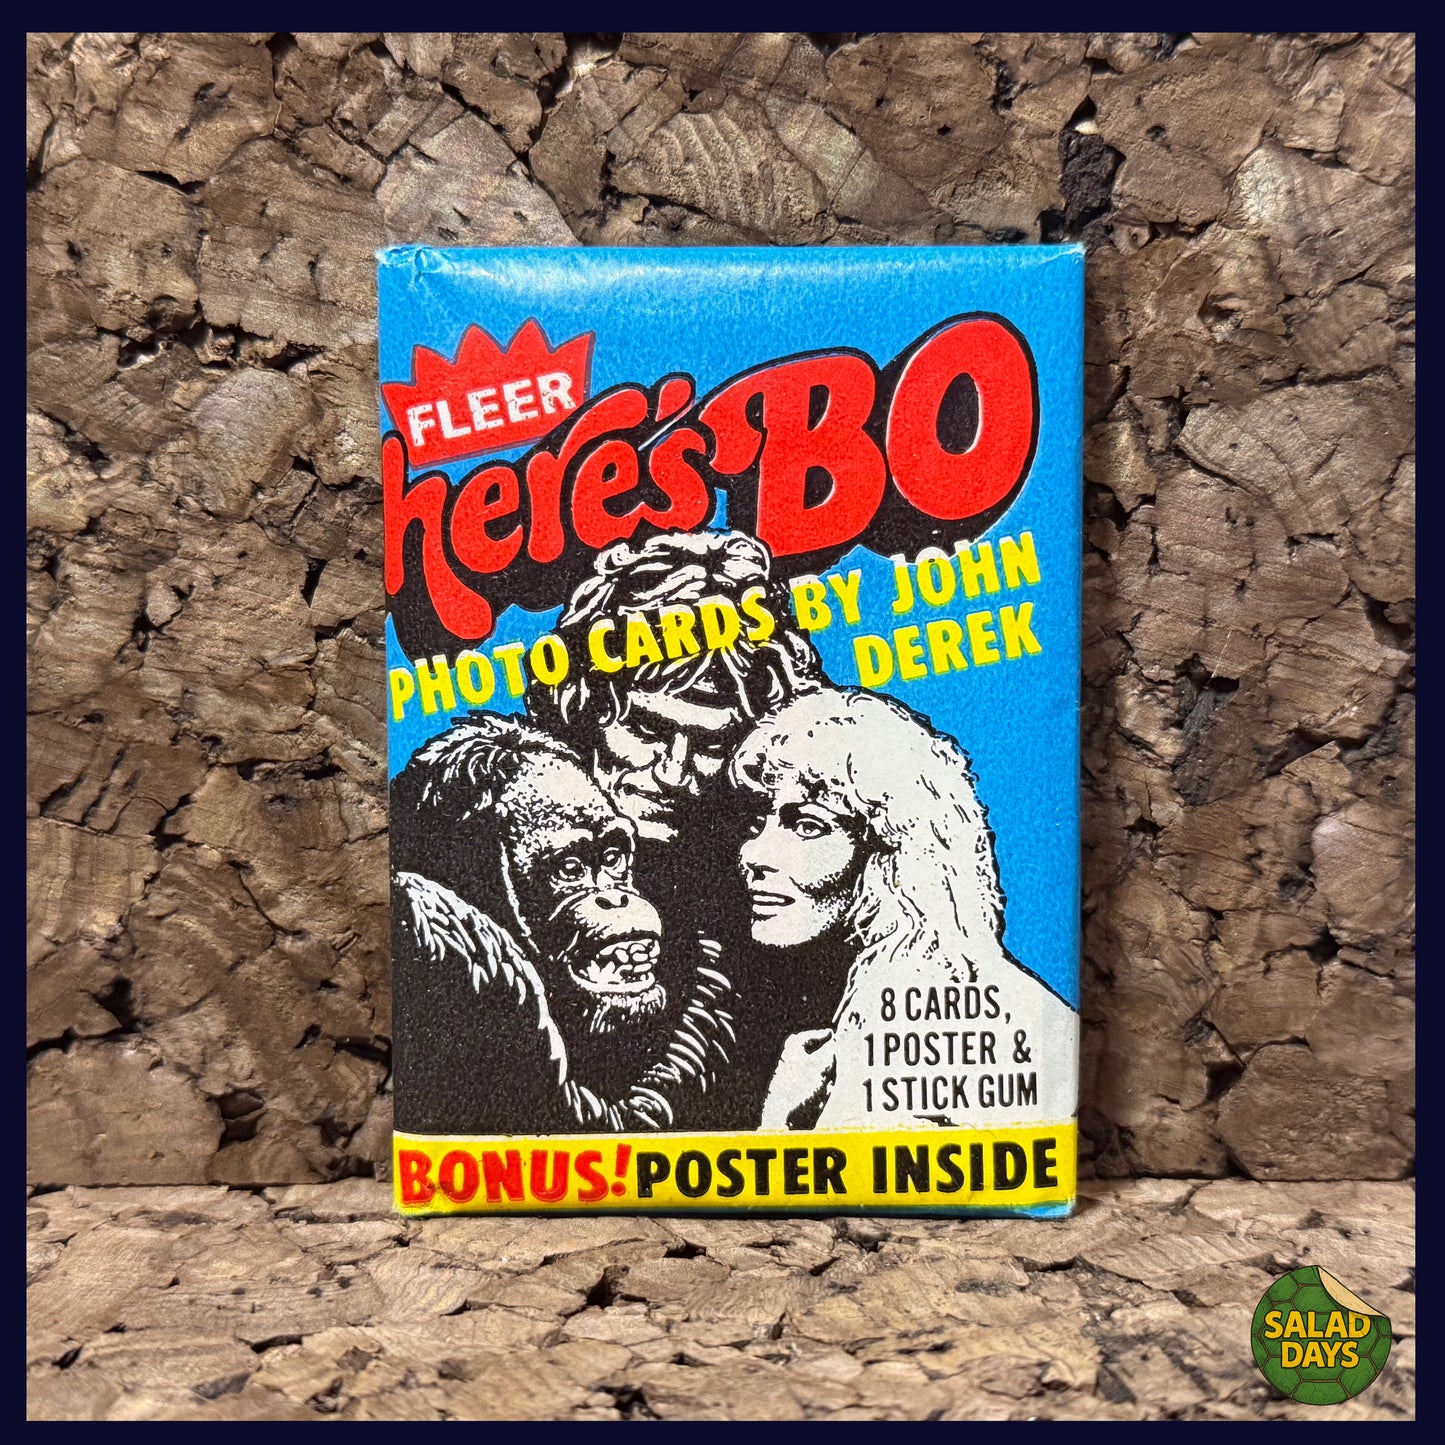 FLEER
here's BO
PHOTO CARDS BY JOHN
DEREK
8 CARDS,
1 POSTER &
1 STICK GUM
BONUS! POSTER INSIDE
SALAD
DAYS